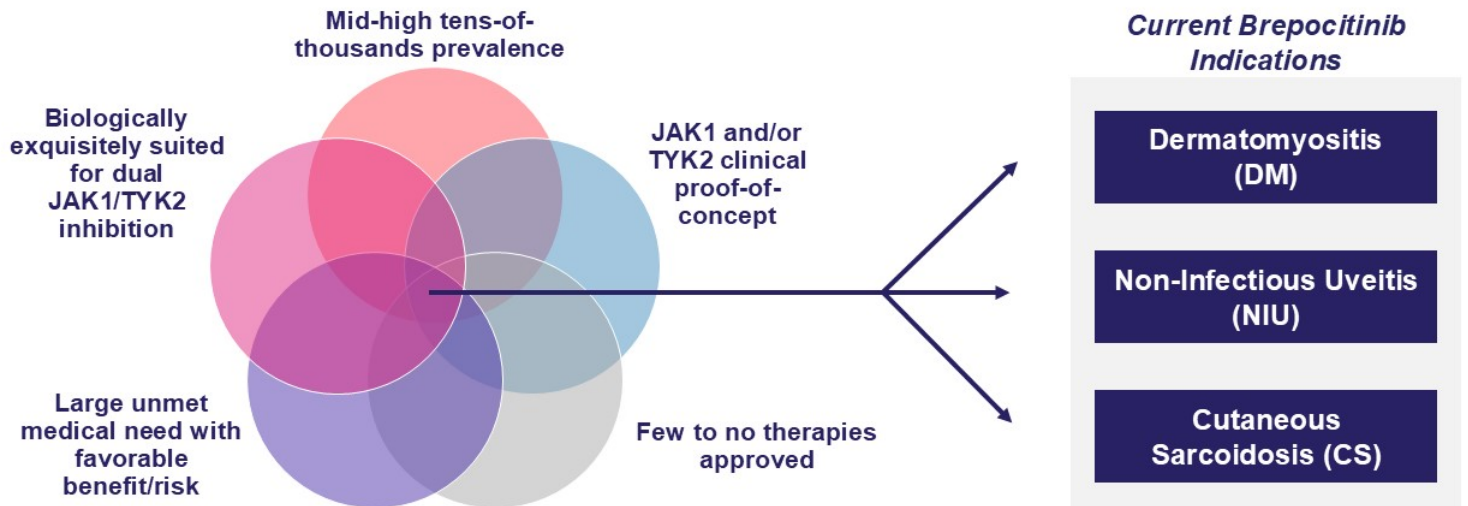 Mid-high tens-of-
thousands prevalence
Biologically
exquisitely suited
for dual
JAK1/TYK2
inhibition
JAK1 and/or
TYK2 clinical
proof-of-
concept
Large unmet
medical need with
favorable
benefit/risk
Few to no therapies
approved
Current Brepocitinib
Indications
Dermatomyositis
(DM)
Non-Infectious Uveitis
(NIU)
Cutaneous
Sarcoidosis (CS)